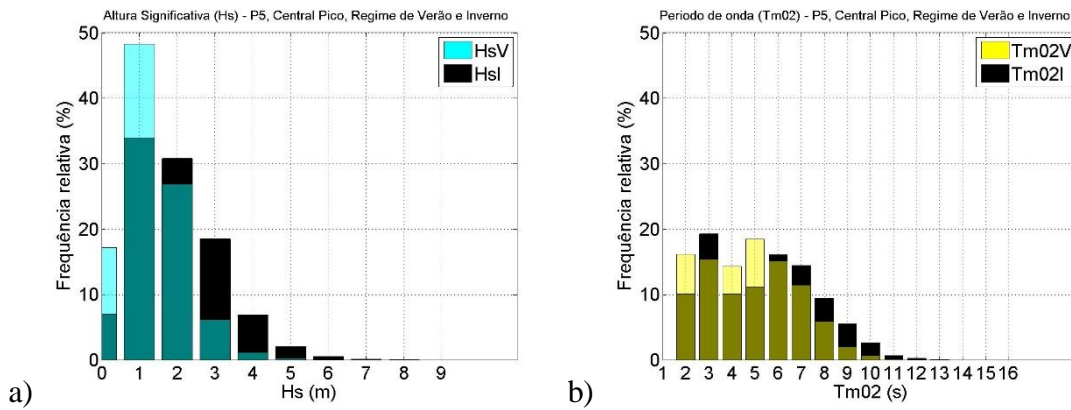 Altura Significativa (Hs) - P5, Central Pico, Regime de Verão e Inverno
50
40
30
20
10
0
Frequência relativa (%)
HsV
HsI
0 1 2 3 4 5 6 7 8 9
Hs (m)
a)
Periodo de onda (Tm02) - P5, Central Pico, Regime de Verão e Inverno
50
40
30
20
10
0
Frequência relativa (%)
Tm02V
Tm02I
1 2 3 4 5 6 7 8 9 10 11 12 13 14 15 16
Tm02 (s)
b)